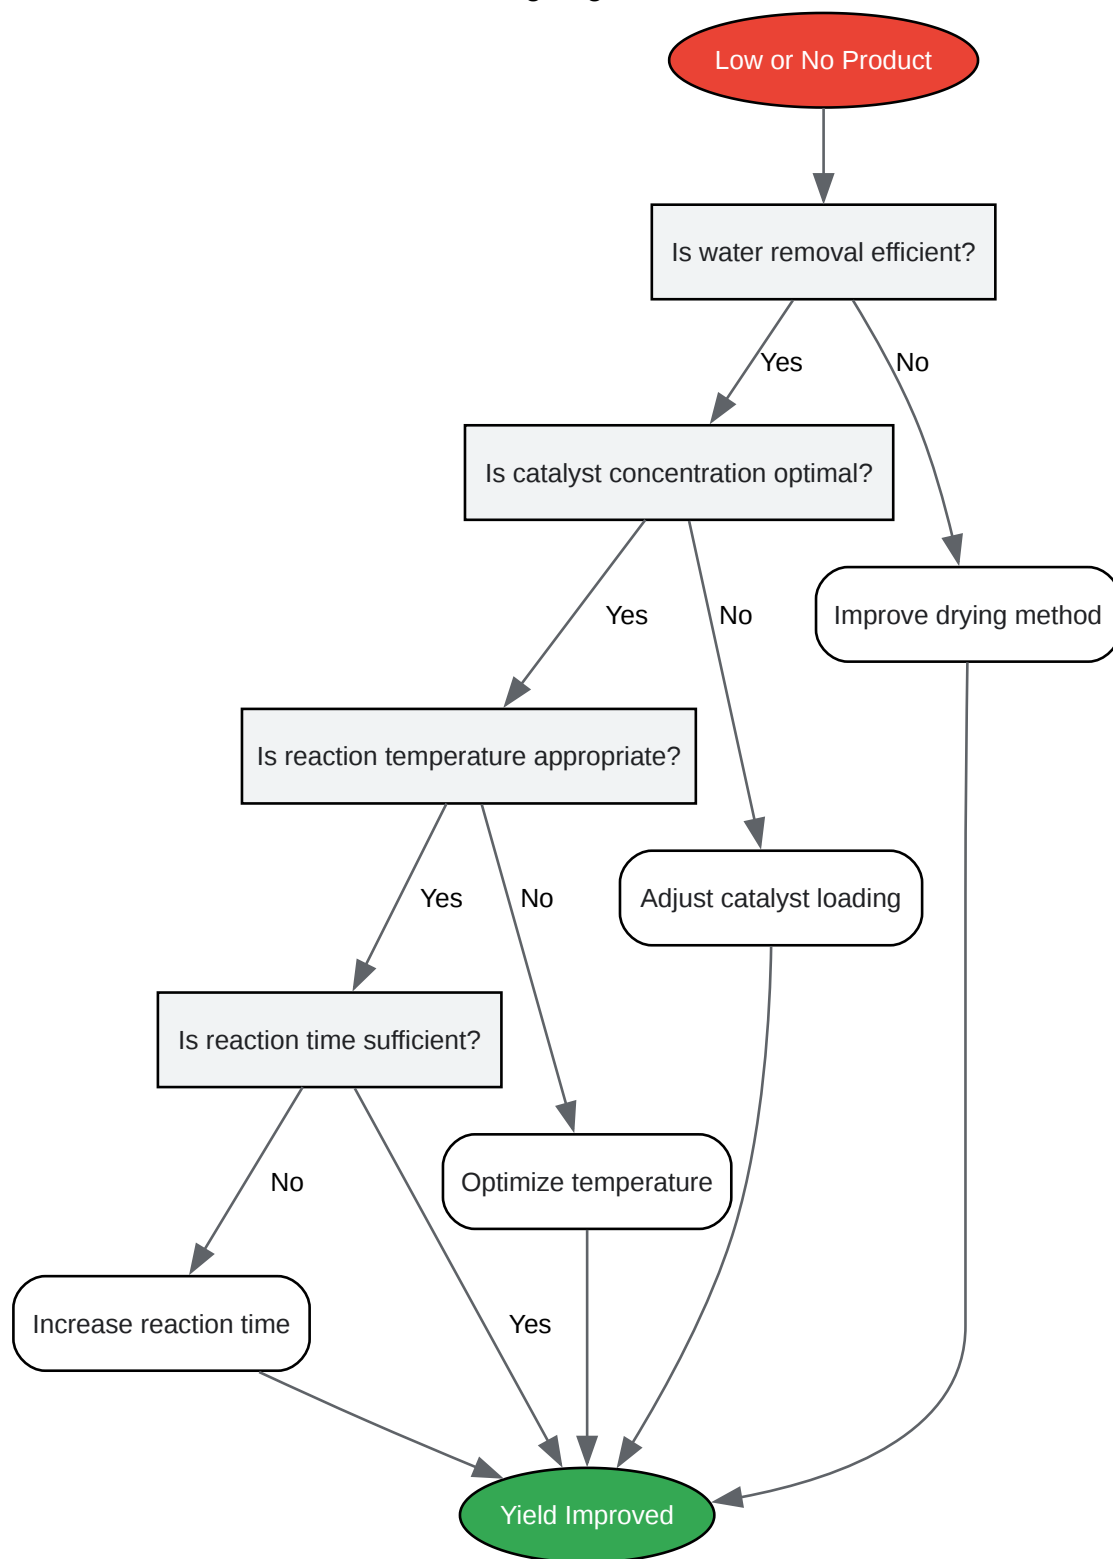 Low or No Product
Is water removal efficient?
Yes
No
Is catalyst concentration optimal?
Yes
No
Improve drying method
Is reaction temperature appropriate?
Yes
No
Adjust catalyst loading
Is reaction time sufficient?
No
Optimize temperature
Increase reaction time
Yes
Yield Improved